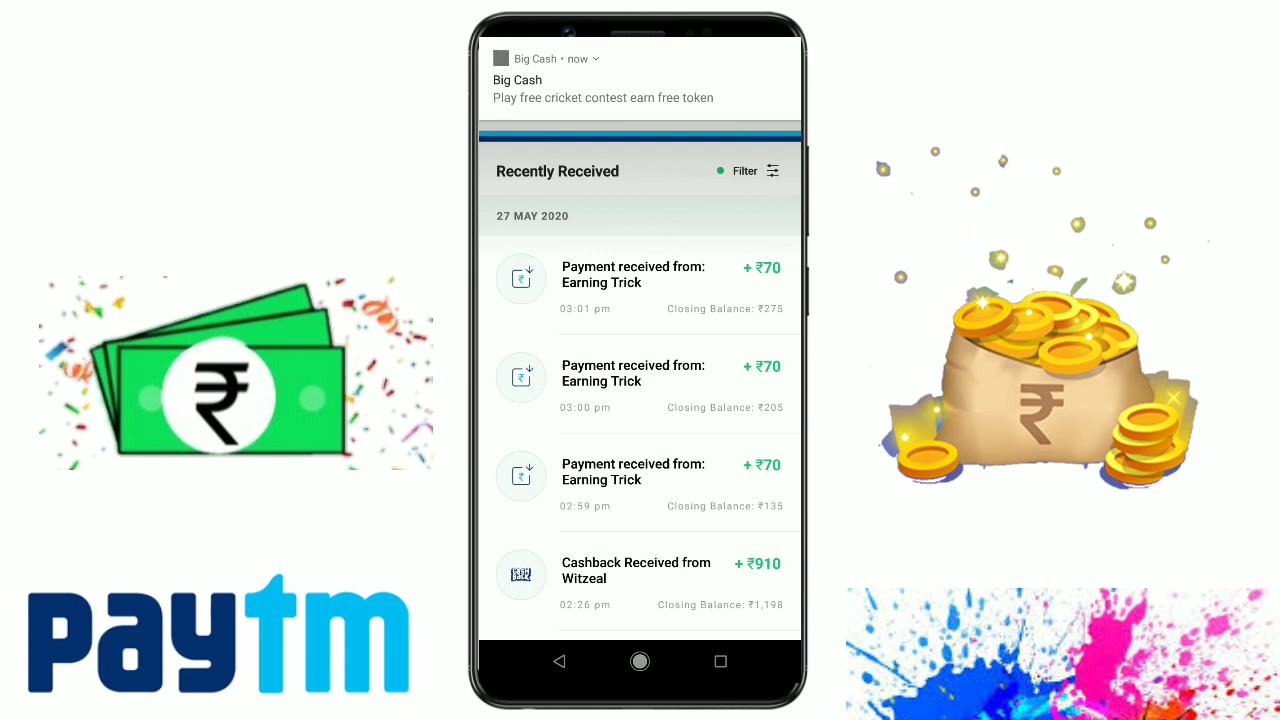 Big Cash • now
Big Cash
Play free cricket contest earn free token
Recently Received
Filter
27 MAY 2020
Payment received from:
Earning Trick
+ ₹70
03:01 pm
Closing Balance: ₹275
Payment received from:
Earning Trick
+ ₹70
03:00 pm
Closing Balance: ₹205
Payment received from:
Earning Trick
+ ₹70
02:59 pm
Closing Balance: ₹135
Cashback Received from
Witzeal
+ ₹910
02:26 pm
Closing Balance: ₹1,198
₹
₹
paytm